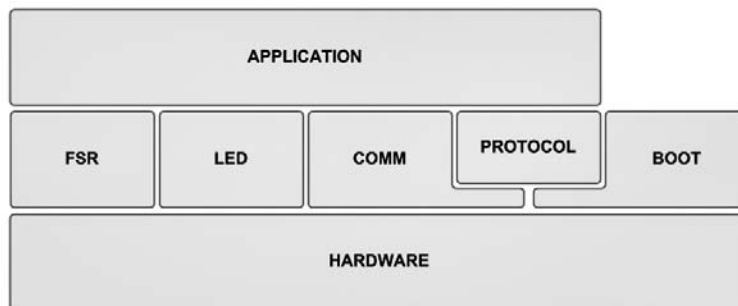 APPLICATION
FSR
LED
COMM
PROTOCOL
BOOT
HARDWARE